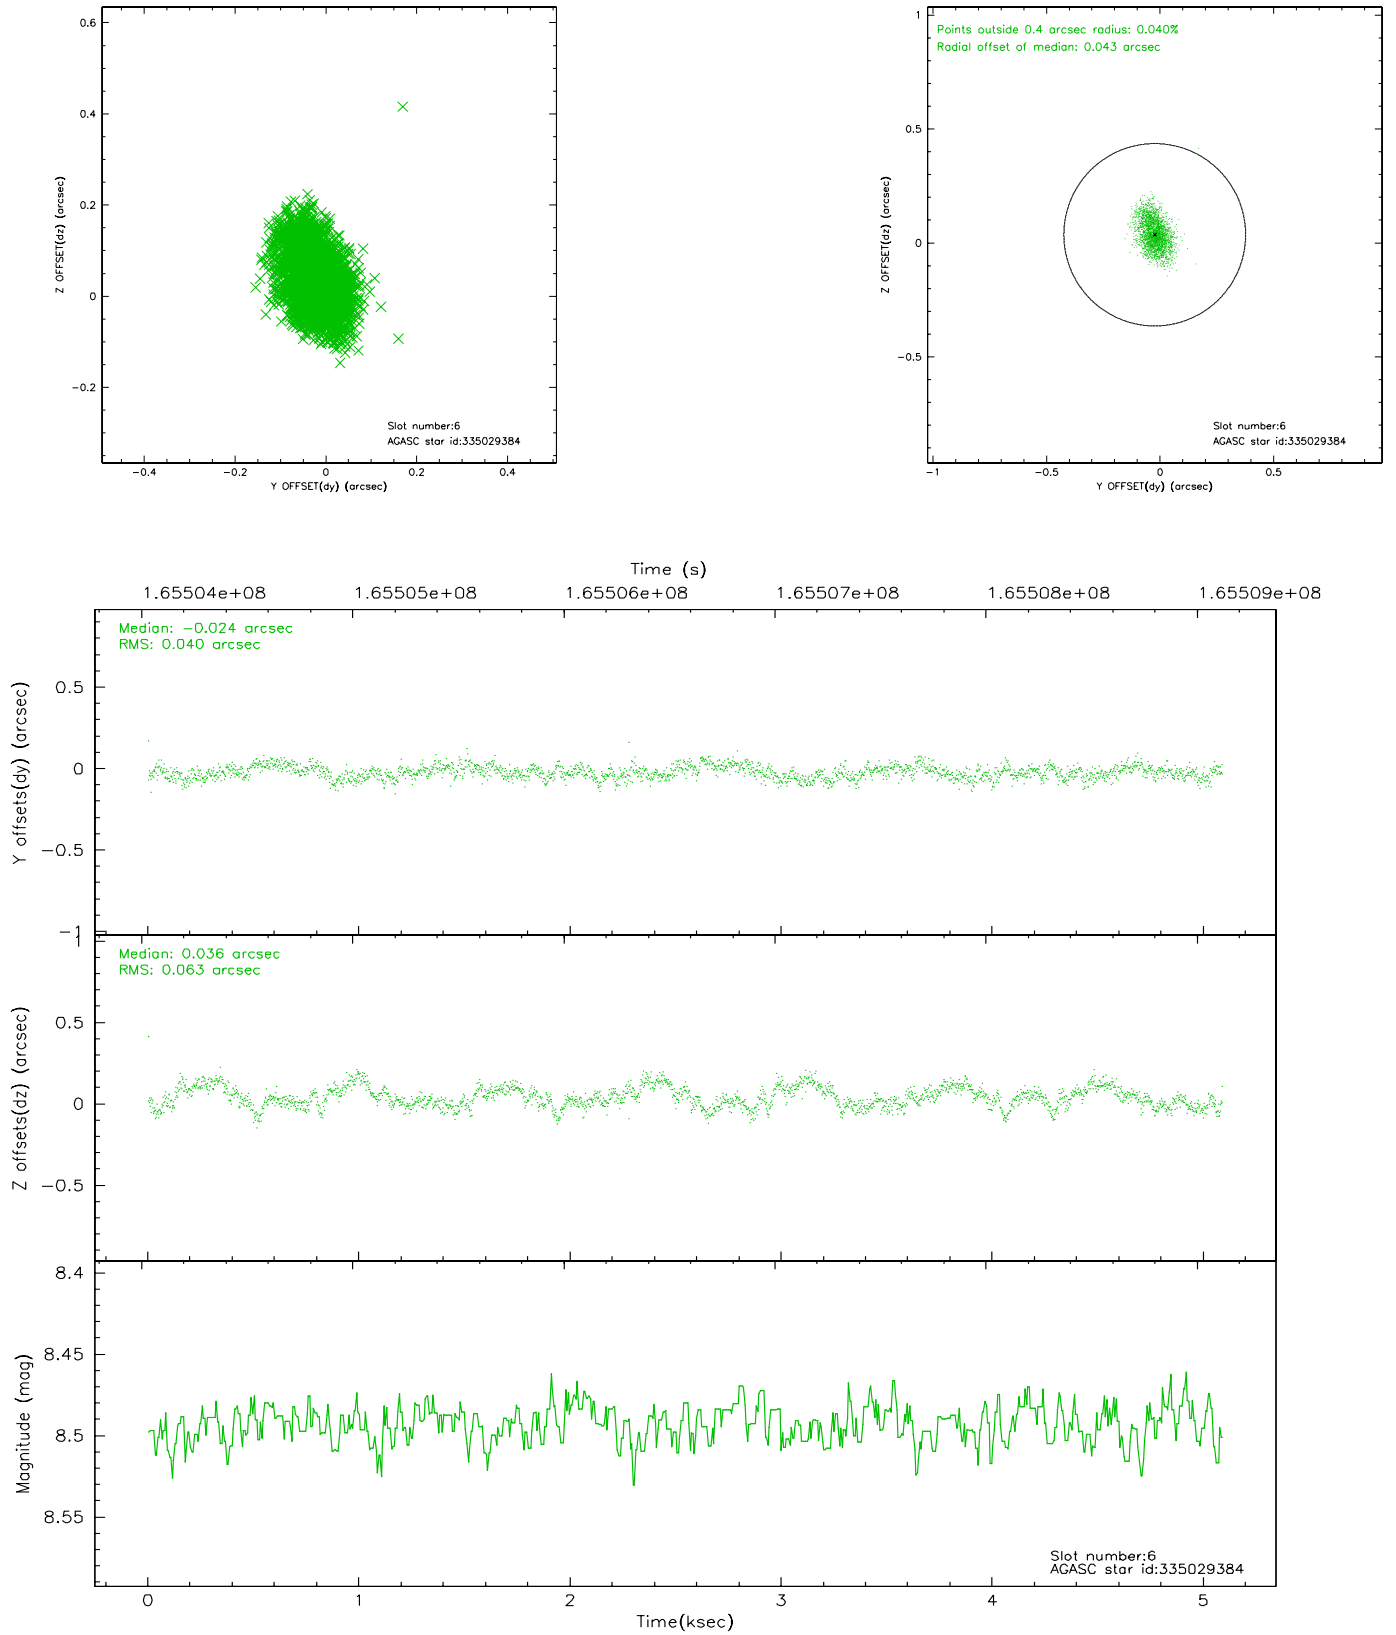 0.6
0.4
0.2
0
−0.2
Z OFFSET(dz) (arcsec)
Slot number:6
AGASC star id:335029384
−0.4
−0.2
0
0.2
0.4
Y OFFSET(dy) (arcsec)
Points outside 0.4 arcsec radius: 0.040%
Radial offset of median: 0.043 arcsec
1
0.5
0
−0.5
Z OFFSET(dz) (arcsec)
Slot number:6
AGASC star id:335029384
−1
−0.5
0
0.5
Y OFFSET(dy) (arcsec)
Time (s)
1.65504e+08
1.65505e+08
1.65506e+08
1.65507e+08
1.65508e+08
1.65509e+08
Median: −0.024 arcsec
RMS: 0.040 arcsec
0.5
0
−0.5
−1
Y offsets(dy) (arcsec)
Median: 0.036 arcsec
RMS: 0.063 arcsec
1
0.5
0
−0.5
Z offsets(dz) (arcsec)
8.4
8.45
8.5
8.55
Magnitude (mag)
Slot number:6
AGASC star id:335029384
0
1
2
3
4
5
Time(ksec)